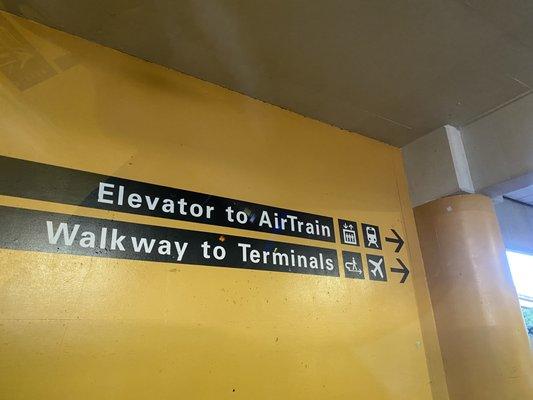 Elevator to AirTrain
Walkway to Terminals